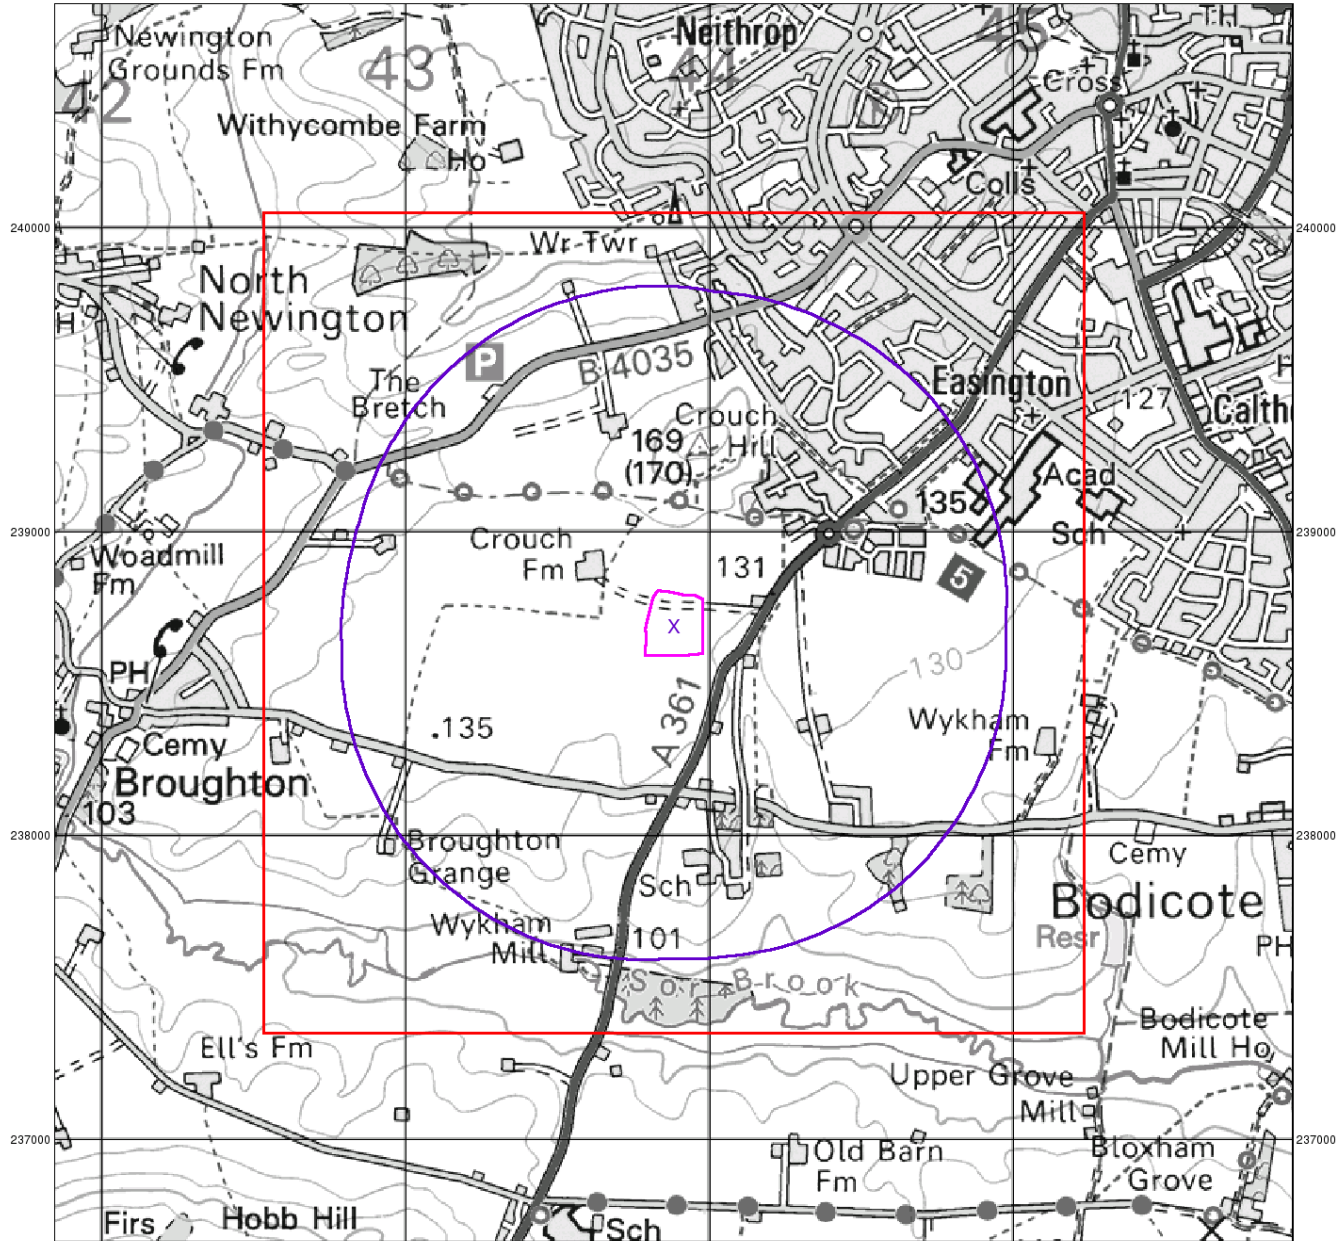 Newington
Grounds Fm
42
43
Neithrop
44
45
TH
Cross
Withycombe Farm
Ho
Colls
240000
240000
Wr Twr
North
Newington
H
P
B 4035
The
Bretch
Easington
127
H
Calth
Crouch
Hill
169
(170)
Acad
135
Sch
239000
239000
Crouch
Fm
131
Woadmill
Fm
5
130
PH
A 361
Wykham
Fm
.135
Cemy
Broughton
103
238000
238000
Broughton
Grange
Cemy
Sch
Bodicote
Wykham
Mill
101
Resr
PH
Sor Brook
Bodicote
Mill Ho
Ell's Fm
Upper Grove
Mill
237000
237000
Old Barn
Fm
Bloxham
Grove
Firs
Hobb Hill
Sch